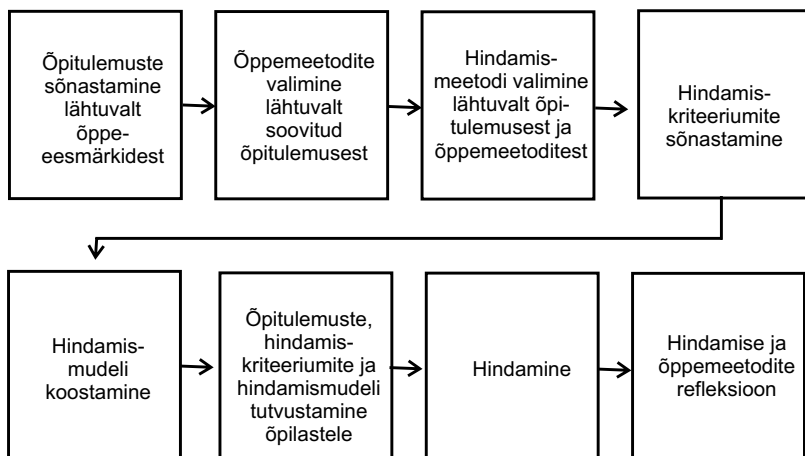 Õpitulemuste
sõnastamine
lähtuvalt
õppe-
eesmärkidest
Õppemeetodite
valimine
lähtuvalt
soovitud
õpitulemusest
Hindamis-
meetodi valimine
lähtuvalt õpi-
tulemusest ja
õppemeetoditest
Hindamis-
kriteeriumite
sõnastamine
Hindamis-
mudeli
koostamine
Õpitulemuste,
hindamis-
kriteeriumite ja
hindamismudeli
tutvustamine
õpilastele
Hindamine
Hindamise ja
õppemeetodite
refleksioon